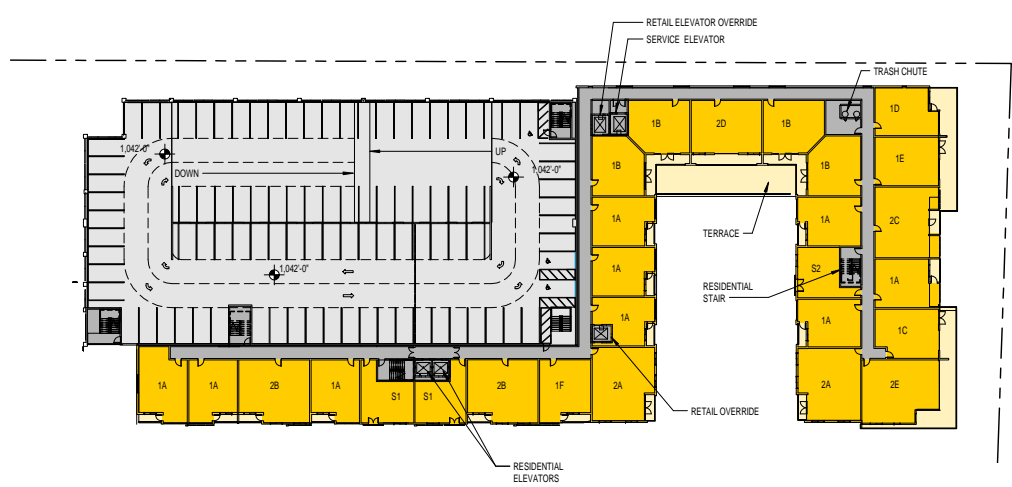 RETAIL ELEVATOR OVERRIDE
SERVICE ELEVATOR
TRASH CHUTE
1B
2D
1B
1D
1,042'-0"
UP
DOWN
1,042'-0"
1B
1B
1E
1A
1A
2C
TERRACE
1,042'-0"
1A
S2
1A
RESIDENTIAL
STAIR
1A
1A
1C
1A
1A
2B
1A
S1
S1
2B
1F
2A
2A
2E
RETAIL OVERRIDE
RESIDENTIAL
ELEVATORS